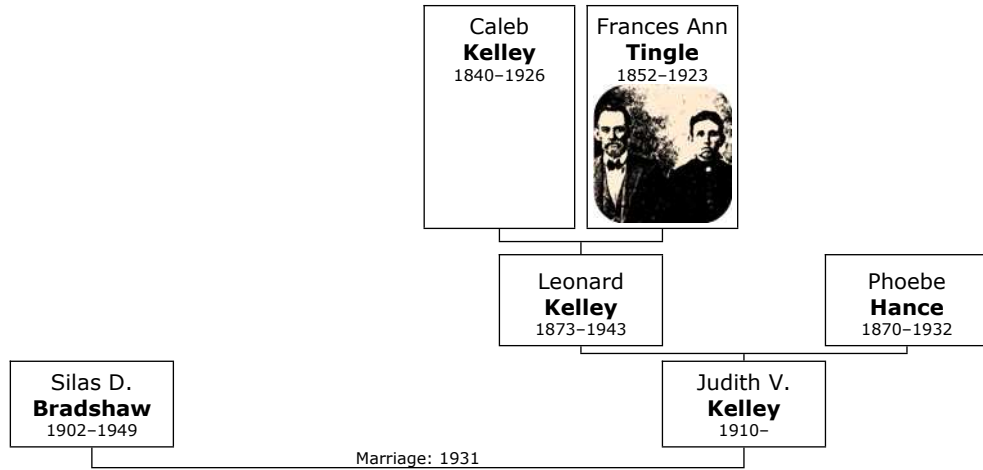 Caleb
Kelley
1840–1926
Frances Ann
Tingle
1852–1923
Leonard
Kelley
1873–1943
Phoebe
Hance
1870–1932
Silas D.
Bradshaw
1902–1949
Judith V.
Kelley
1910–
Marriage: 1931